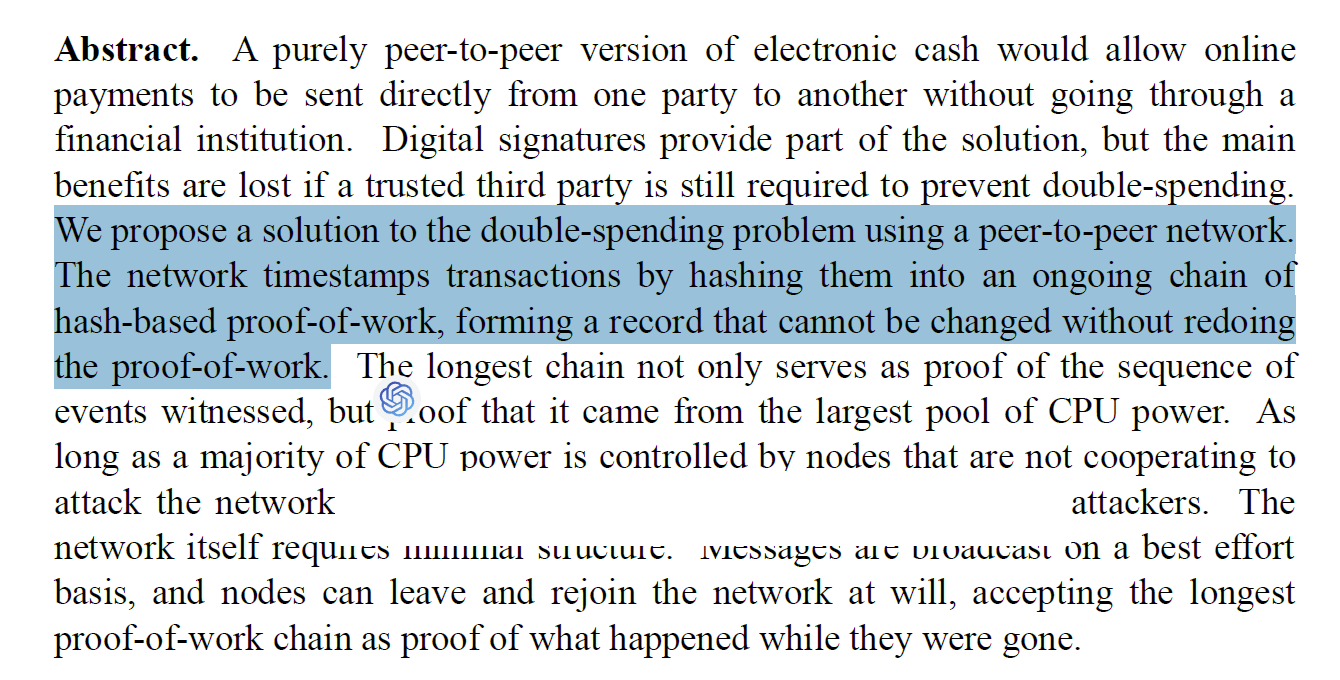 Abstract. A purely peer-to-peer version of electronic cash would allow online
payments to be sent directly from one party to another without going through a
financial institution. Digital signatures provide part of the solution, but the main
benefits are lost if a trusted third party is still required to prevent double-spending.
We propose a solution to the double-spending problem using a peer-to-peer network.
The network timestamps transactions by hashing them into an ongoing chain of
hash-based proof-of-work, forming a record that cannot be changed without redoing
the proof-of-work. The longest chain not only serves as proof of the sequence of
events witnessed, but that it came from the largest pool of CPU power. As
long as a majority of CPU power is controlled by nodes that are not cooperating to
attack the network attackers. The
network itself requires minimal structure. Messages are broadcast on a best effort
basis, and nodes can leave and rejoin the network at will, accepting the longest
proof-of-work chain as proof of what happened while they were gone.